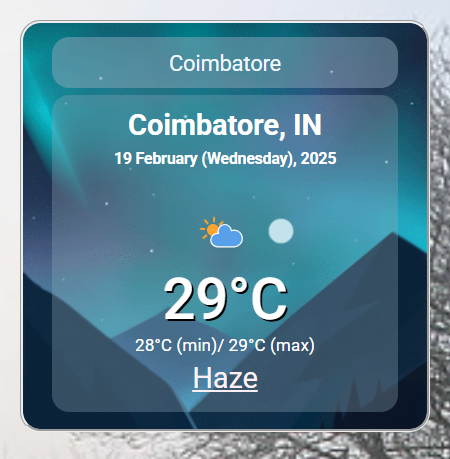 Coimbatore
Coimbatore, IN
19 February (Wednesday), 2025
29°C
28°C (min)/ 29°C (max)
Haze